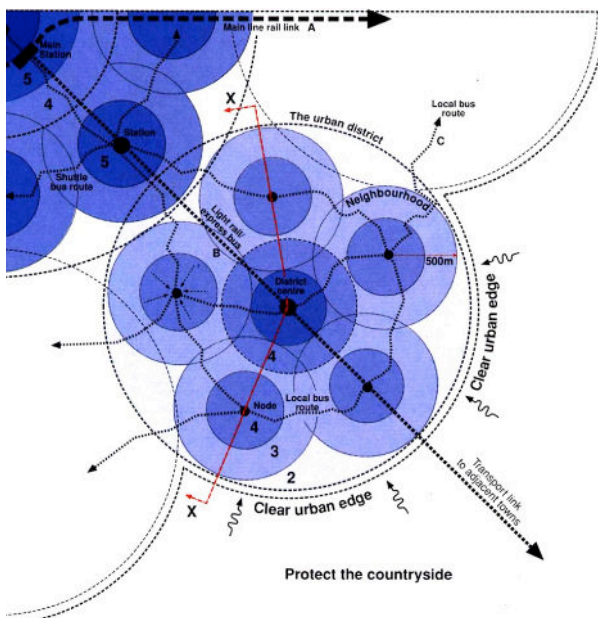 Main line rail link A
Main
Station
5
4
X
Local bus
route
The urban district
Station
5
C
Shuttle
bus route
Neighbourhood
Light rail/
express bus
B
500m
District
centre
Clear urban edge
4
Node
4
Local bus
route
3
2
X
Clear urban edge
Transport link
to adjacent towns
Protect the countryside